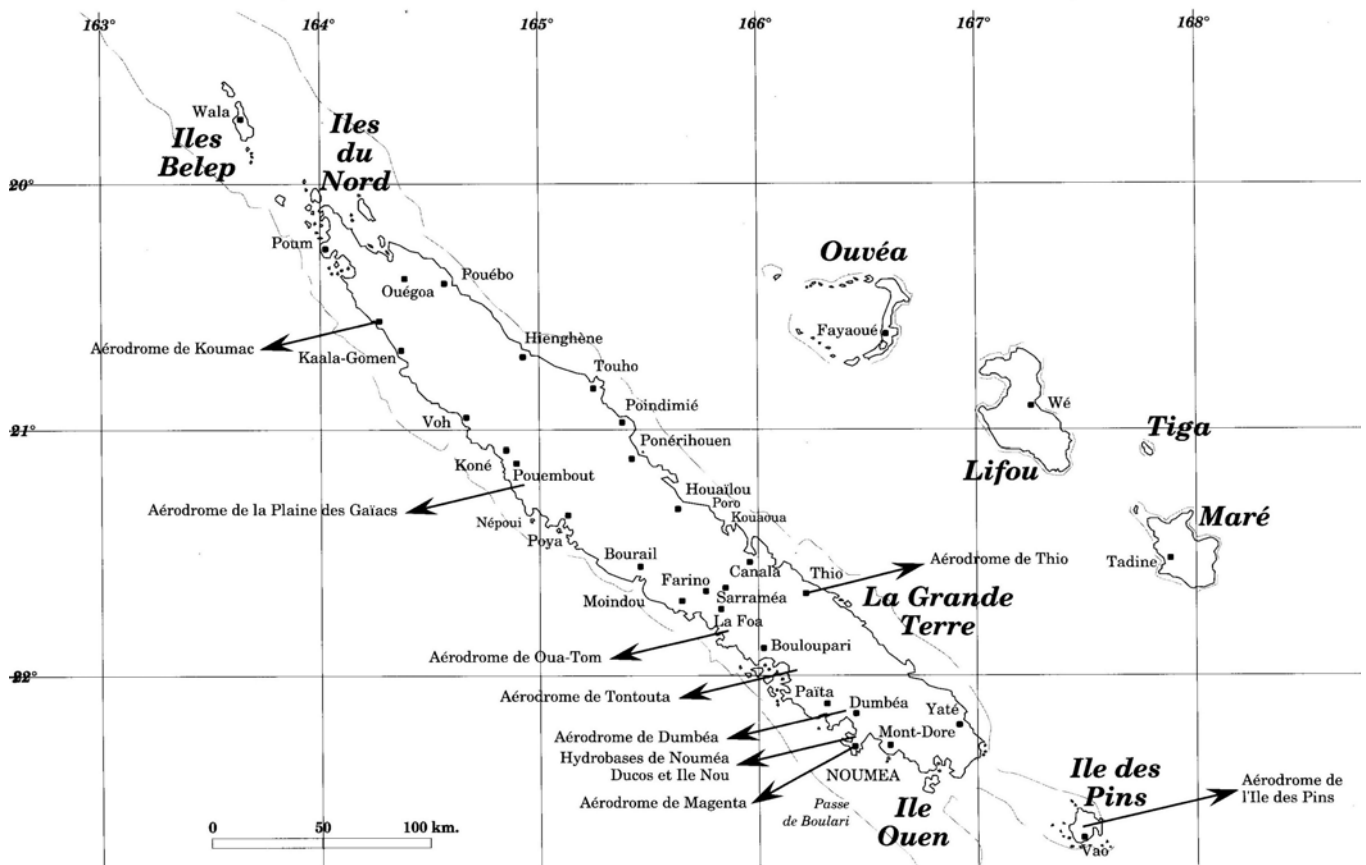 163°
164°
165°
166°
167°
168°
Wala
Iles
Belep
Iles
du
Nord
20°
Poum
Ouégoa
Pouébo
Ouvéa
Fayaoué
Aérodrome de Koumac
Kaala-Gomen
Hienghène
Touho
Poïndimié
Wé
Tiga
Lifou
21°
Voh
Ponérihouen
Koné
Pouembout
Houaïlou
Poro
Kouaoua
Aérodrome de la Plaine des Gaïacs
Népoui
Poya
Maré
Tadine
Bourail
Canala
Thio
Aérodrome de Thio
Farino
Sarraméa
Moindou
La Foa
La Grande
Terre
Bouloupari
Aérodrome de Oua-Tom
22°
Aérodrome de Tontouta
Païta
Dumbéa
Yaté
Aérodrome de Dumbéa
Mont-Dore
Hydrobases de Nouméa
Ducos et Ile Nou
NOUMEA
Aérodrome de Magenta
Passe
de Boulari
Ile
Ouen
Ile des
Pins
Aérodrome de
l'Ile des Pins
Vao
0 50 100 km.